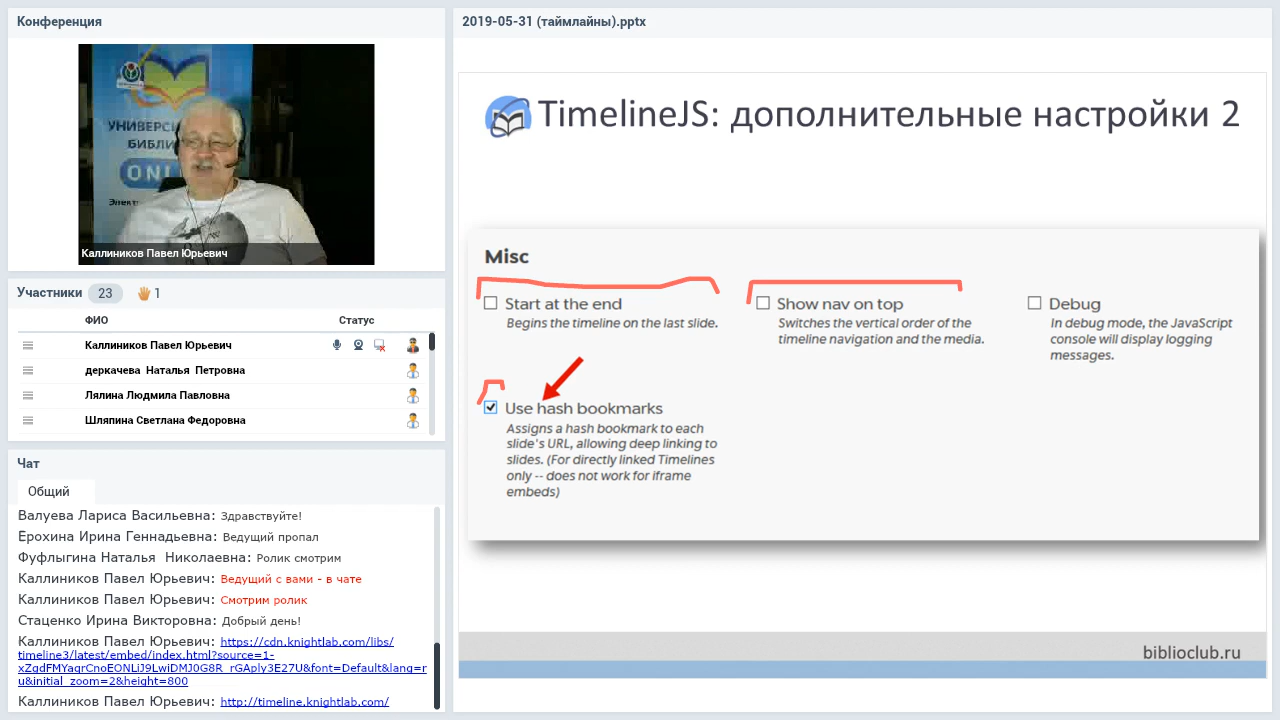 Конференция
УНИВЕРС
БИБЛИ
ONL
Элект
Каллиников Павел Юрьевич
Участники 23 1
ФИО Статус
Каллиников Павел Юрьевич
деркачева Наталья Петровна
Лялина Людмила Павловна
Шляпина Светлана Федоровна
Чат
Общий
Валуева Лариса Васильевна: Здравствуйте!
Ерохина Ирина Геннадьевна: Ведущий пропал
Фуфлыгина Наталья Николаевна: Ролик смотрим
Каллиников Павел Юрьевич: Ведущий с вами - в чате
Каллиников Павел Юрьевич: Смотрим ролик
Стаценко Ирина Викторовна: Добрый день!
Каллиников Павел Юрьевич: https://cdn.knightlab.com/libs/
timeline3/latest/embed/index.html?source=1-
xZgdFMYaqrCnoEONLiJ9LwiDMJ0G8R_rGAply3E27U&font=Default&lang=r
u&initial_zoom=2&height=800
Каллиников Павел Юрьевич: http://timeline.knightlab.com/
2019-05-31 (таймлайны).pptx
TimelineJS: дополнительные настройки 2
Misc
Start at the end
Begins the timeline on the last slide.
Show nav on top
Switches the vertical order of the
timeline navigation and the media.
Debug
In debug mode, the JavaScript
console will display logging
messages.
Use hash bookmarks
Assigns a hash bookmark to each
slide's URL, allowing deep linking to
slides. (For directly linked Timelines
only -- does not work for iframe
embeds)
biblioclub.ru